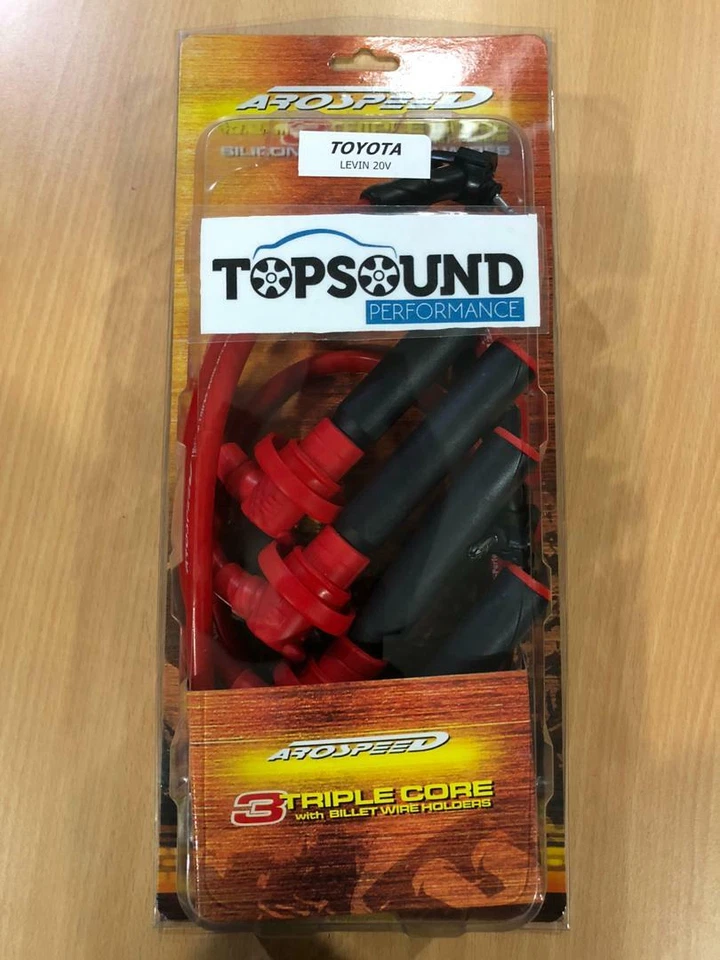 AROSPEED
TOYOTA
LEVIN 20V
TOPSOUND
PERFORMANCE
AROSPEED
3 TRIPLE CORE
with BILLET WIRE HOLDERS